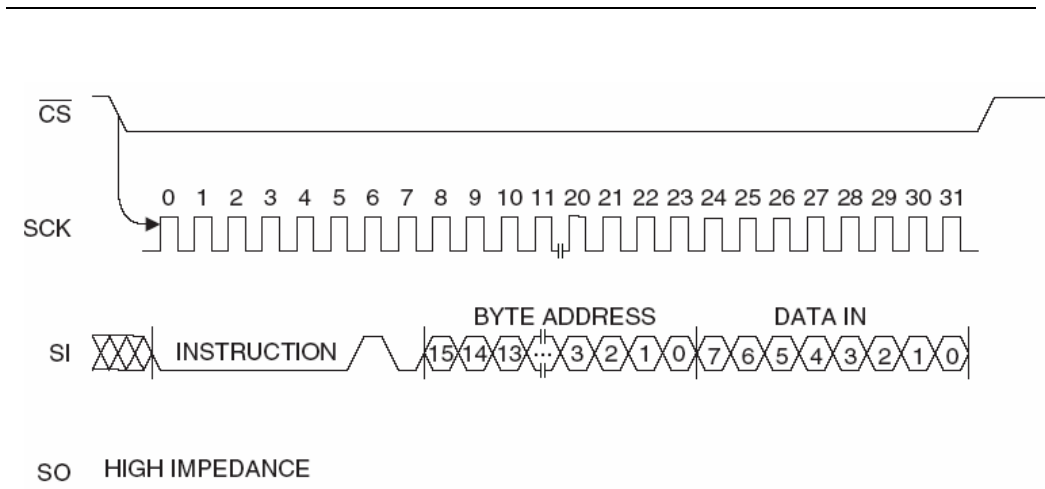 CS
0 1 2 3 4 5 6 7 8 9 10 11 20 21 22 23 24 25 26 27 28 29 30 31
SCK
BYTE ADDRESS DATA IN
SI INSTRUCTION 15 14 13 ... 3 2 1 0 7 6 5 4 3 2 1 0
SO HIGH IMPEDANCE